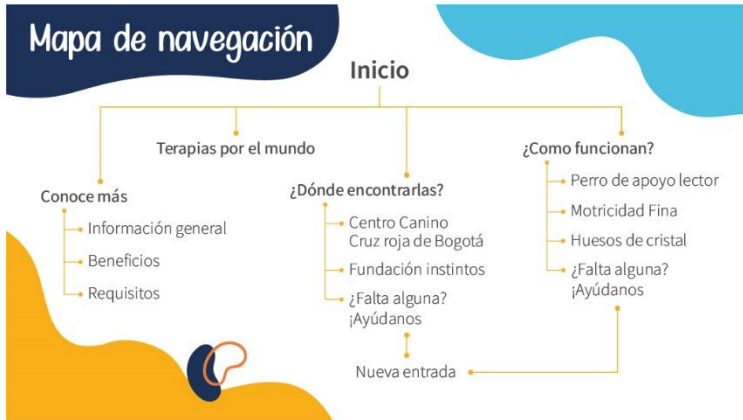 Mapa de navegación
Inicio
Terapias por el mundo
Conoce más
Información general
Beneficios
Requisitos
¿Dónde encontrarlas?
Centro Canino
Cruz roja de Bogotá
Fundación instintos
¿Falta alguna?
¡Ayúdanos
¿Como funcionan?
Perro de apoyo lector
Motricidad Fina
Huesos de cristal
¿Falta alguna?
¡Ayúdanos
Nueva entrada